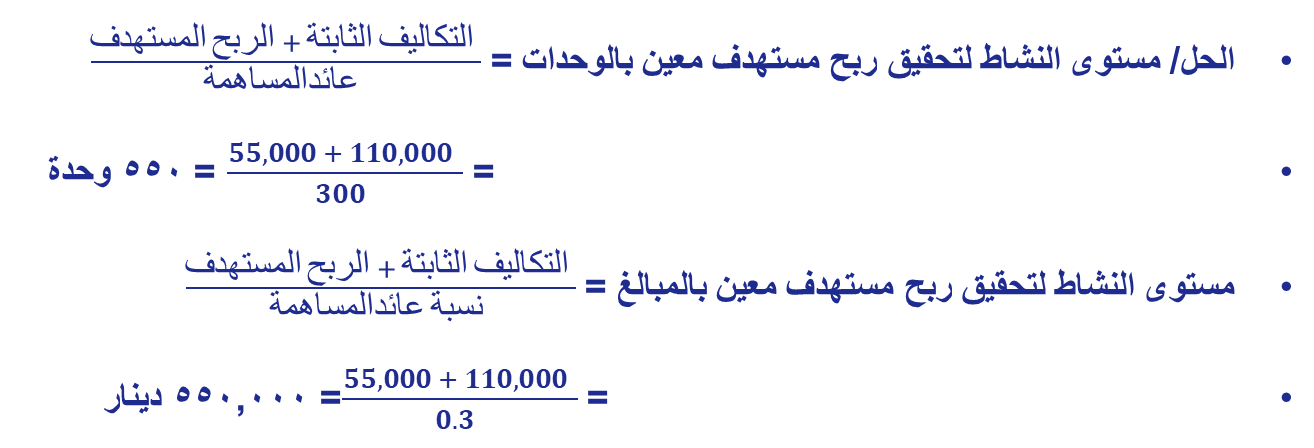 • الحل/ مستوى النشاط لتحقيق ربح مستهدف معين بالوحدات = التكاليف الثابتة + الربح المستهدف
عائدالمساهمة
• = 55,000 + 110,000 = ٥٥٠ وحدة
300
• مستوى النشاط لتحقيق ربح مستهدف معين بالمبالغ = التكاليف الثابتة + الربح المستهدف
نسبة عائدالمساهمة
• = 55,000 + 110,000 = ٥٥٠,٠٠٠ دينار
0.3